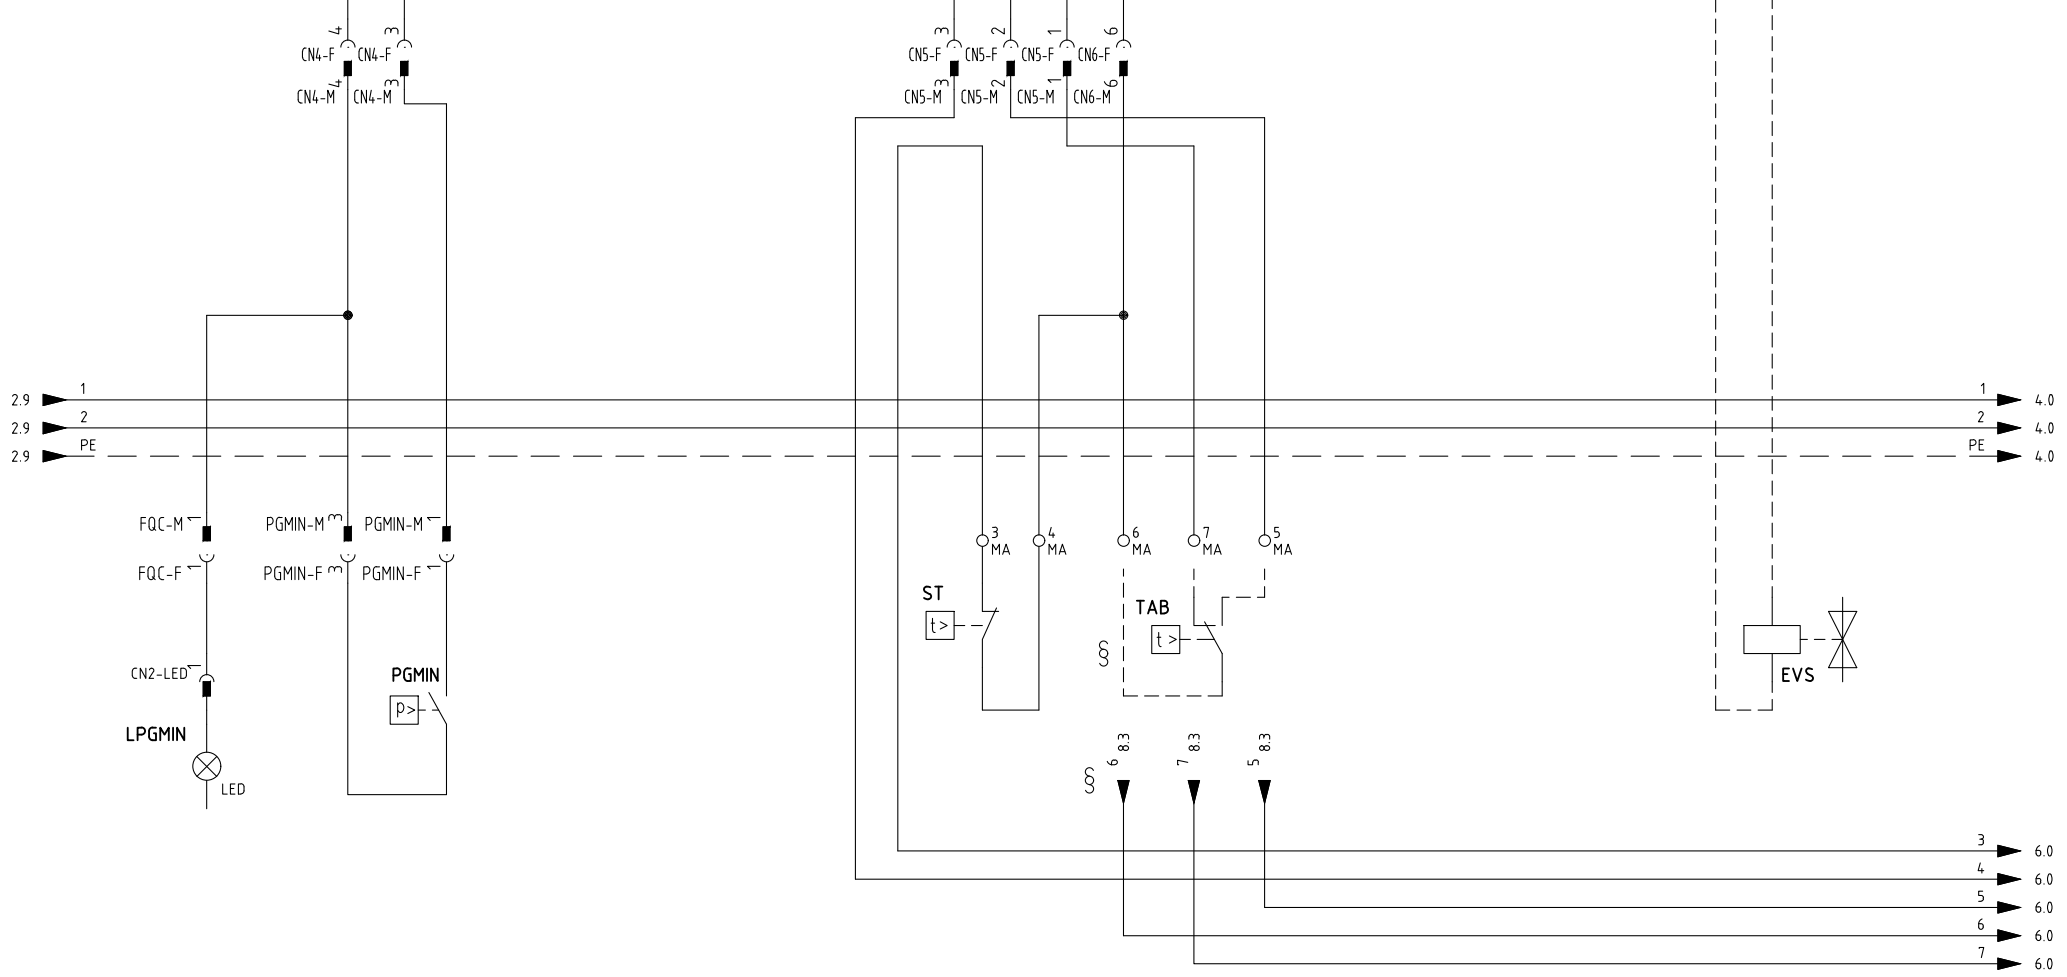 4 3 3 2 1 6
CN4-F CN4-F CN5-F CN5-F CN5-F CN6-F
4 3 3 2 1 6
CN4-M CN4-M CN5-M CN5-M CN5-M CN6-M
1 1
2.9 4.0
2 2
2.9 4.0
PE PE
2.9 4.0
FQC-M 1 PGMIN-M 3 PGMIN-M 1
3 4 6 7 5
MA MA MA MA MA
FQC-F 1 PGMIN-F 3 PGMIN-F 1
ST
TAB
t> t>
§
CN2-LED 1
PGMIN
EVS
p>
LPGMIN
8.3 8.3 8.3
6 7 5
§
LED
3
6.0
4
6.0
5
6.0
6
6.0
7
6.0